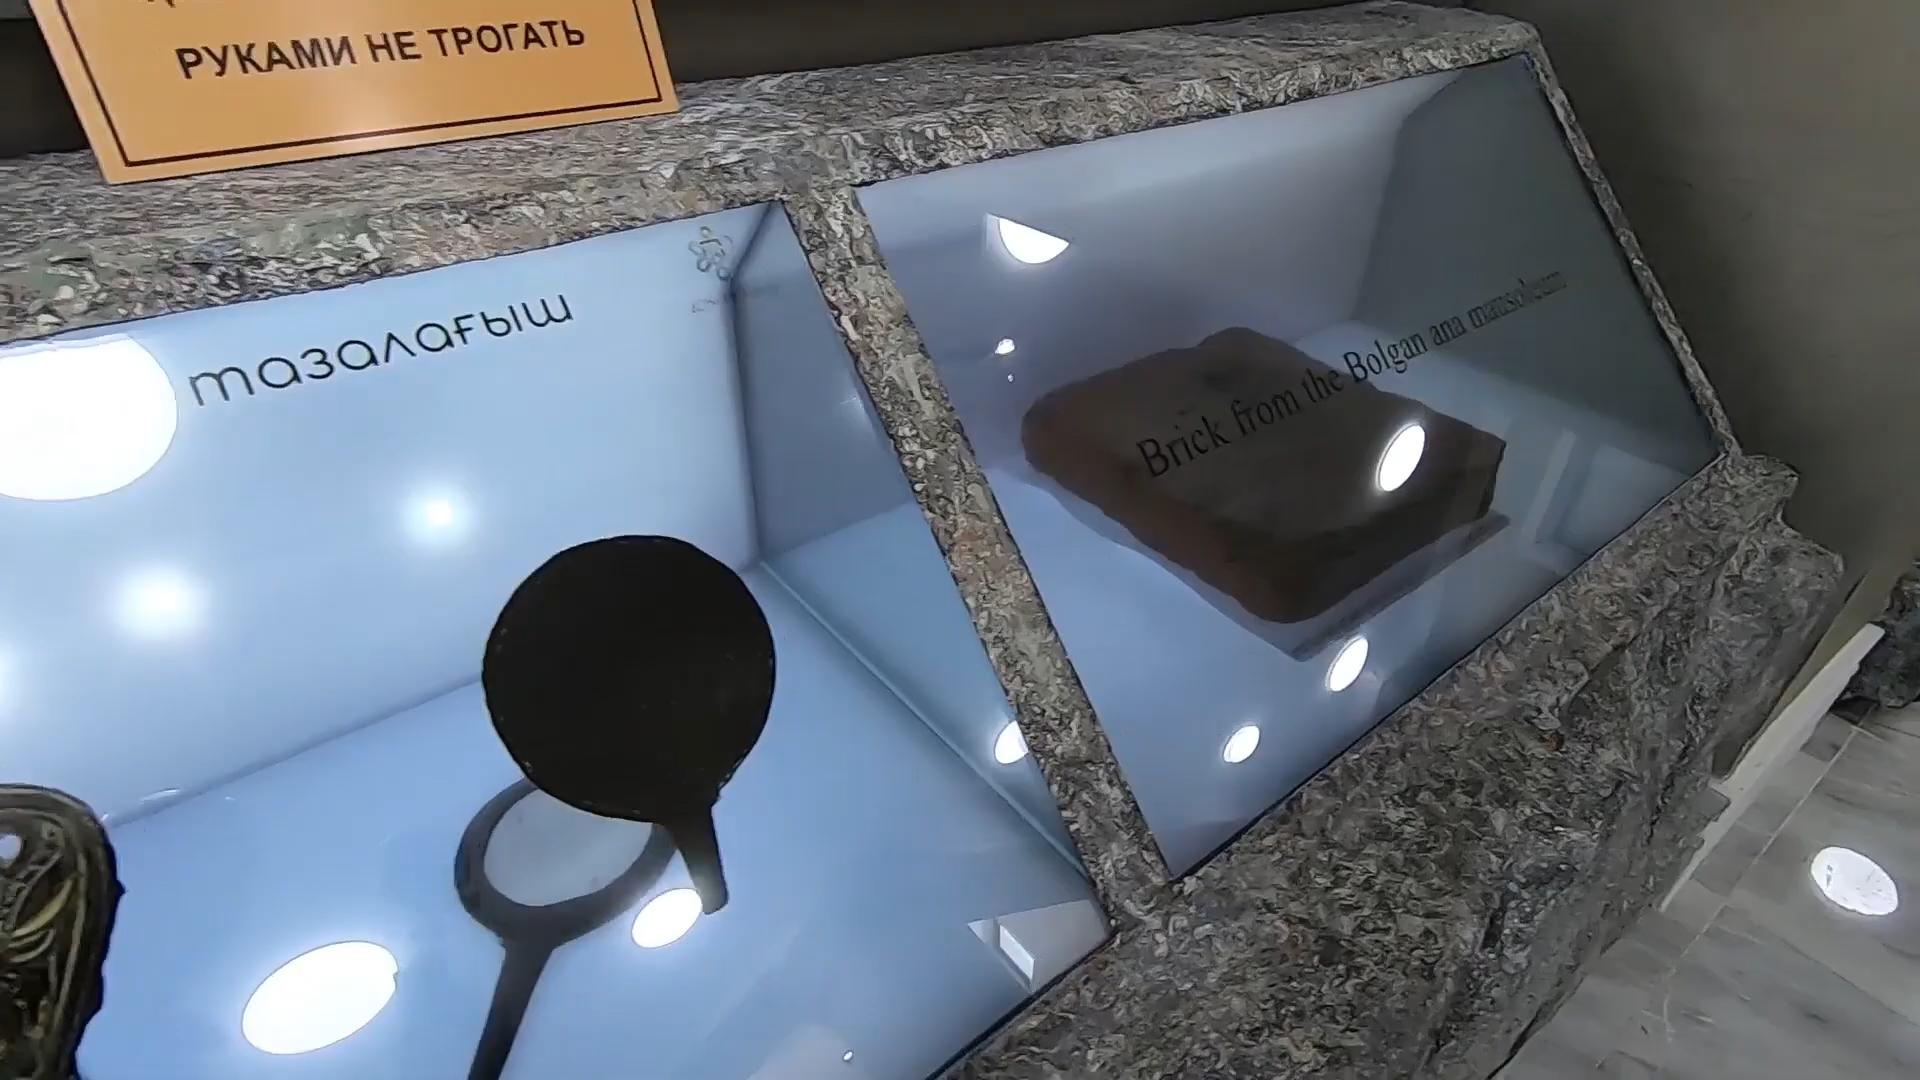 РУКАМИ НЕ ТРОГАТЬ
тазалағыш
Brick from the Bolgan ana mausoleum